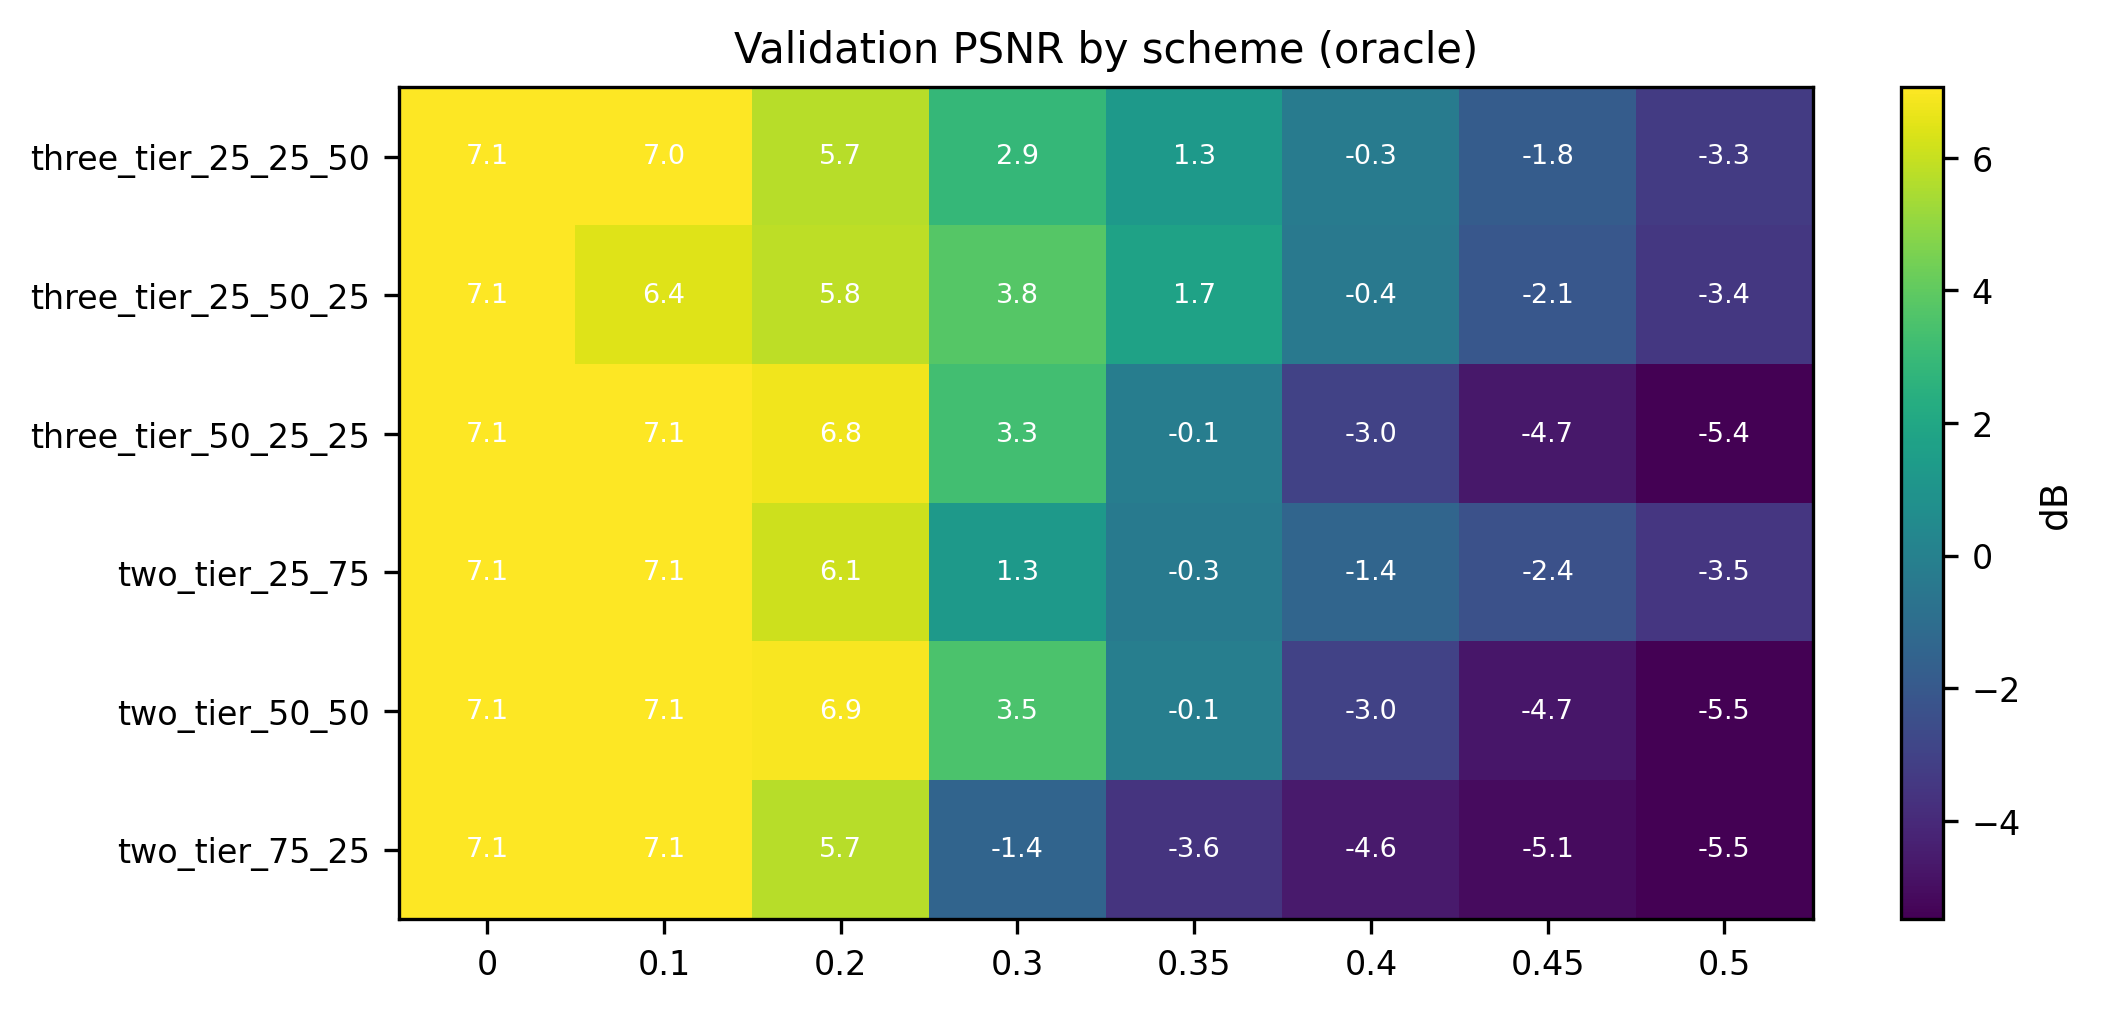 Validation PSNR by scheme (oracle)
three_tier_25_25_50 7.1 7.0 5.7 2.9 1.3 -0.3 -1.8 -3.3
three_tier_25_50_25 7.1 6.4 5.8 3.8 1.7 -0.4 -2.1 -3.4
three_tier_50_25_25 7.1 7.1 6.8 3.3 -0.1 -3.0 -4.7 -5.4
two_tier_25_75 7.1 7.1 6.1 1.3 -0.3 -1.4 -2.4 -3.5
two_tier_50_50 7.1 7.1 6.9 3.5 -0.1 -3.0 -4.7 -5.5
two_tier_75_25 7.1 7.1 5.7 -1.4 -3.6 -4.6 -5.1 -5.5
0 0.1 0.2 0.3 0.35 0.4 0.45 0.5
6
4
2
0
−2
−4
dB